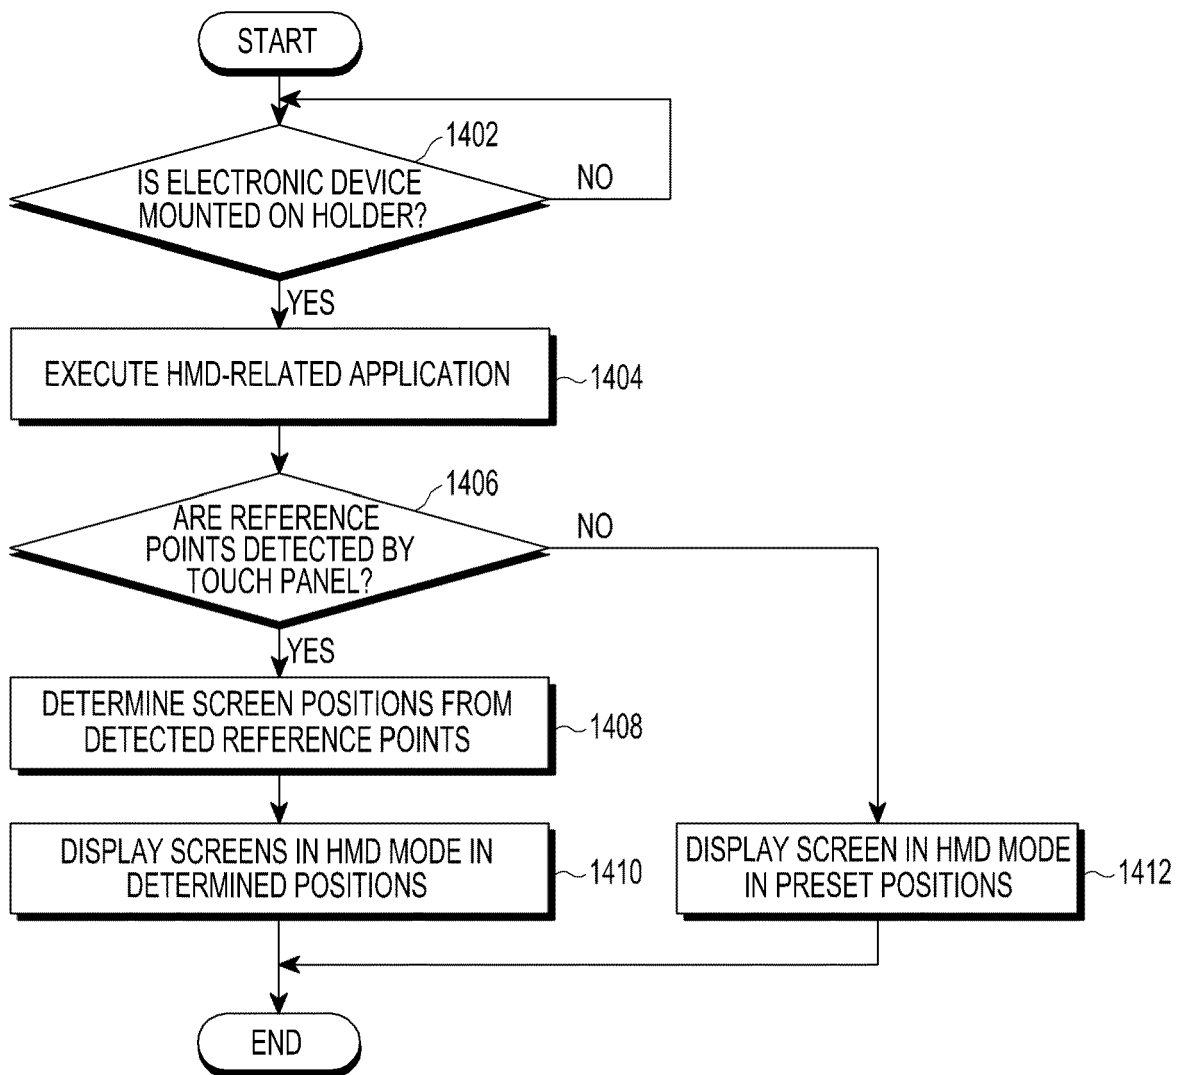 START
1402
IS ELECTRONIC DEVICE
MOUNTED ON HOLDER?
NO
YES
EXECUTE HMD-RELATED APPLICATION
1404
1406
ARE REFERENCE
POINTS DETECTED BY
TOUCH PANEL?
NO
YES
DETERMINE SCREEN POSITIONS FROM
DETECTED REFERENCE POINTS
1408
DISPLAY SCREENS IN HMD MODE IN
DETERMINED POSITIONS
1410
DISPLAY SCREEN IN HMD MODE
IN PRESET POSITIONS
1412
END